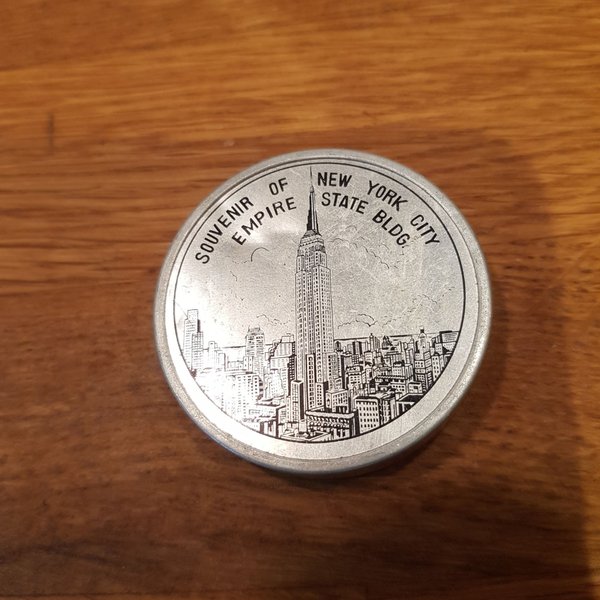 SOUVENIR OF NEW YORK CITY
EMPIRE STATE BLDG.